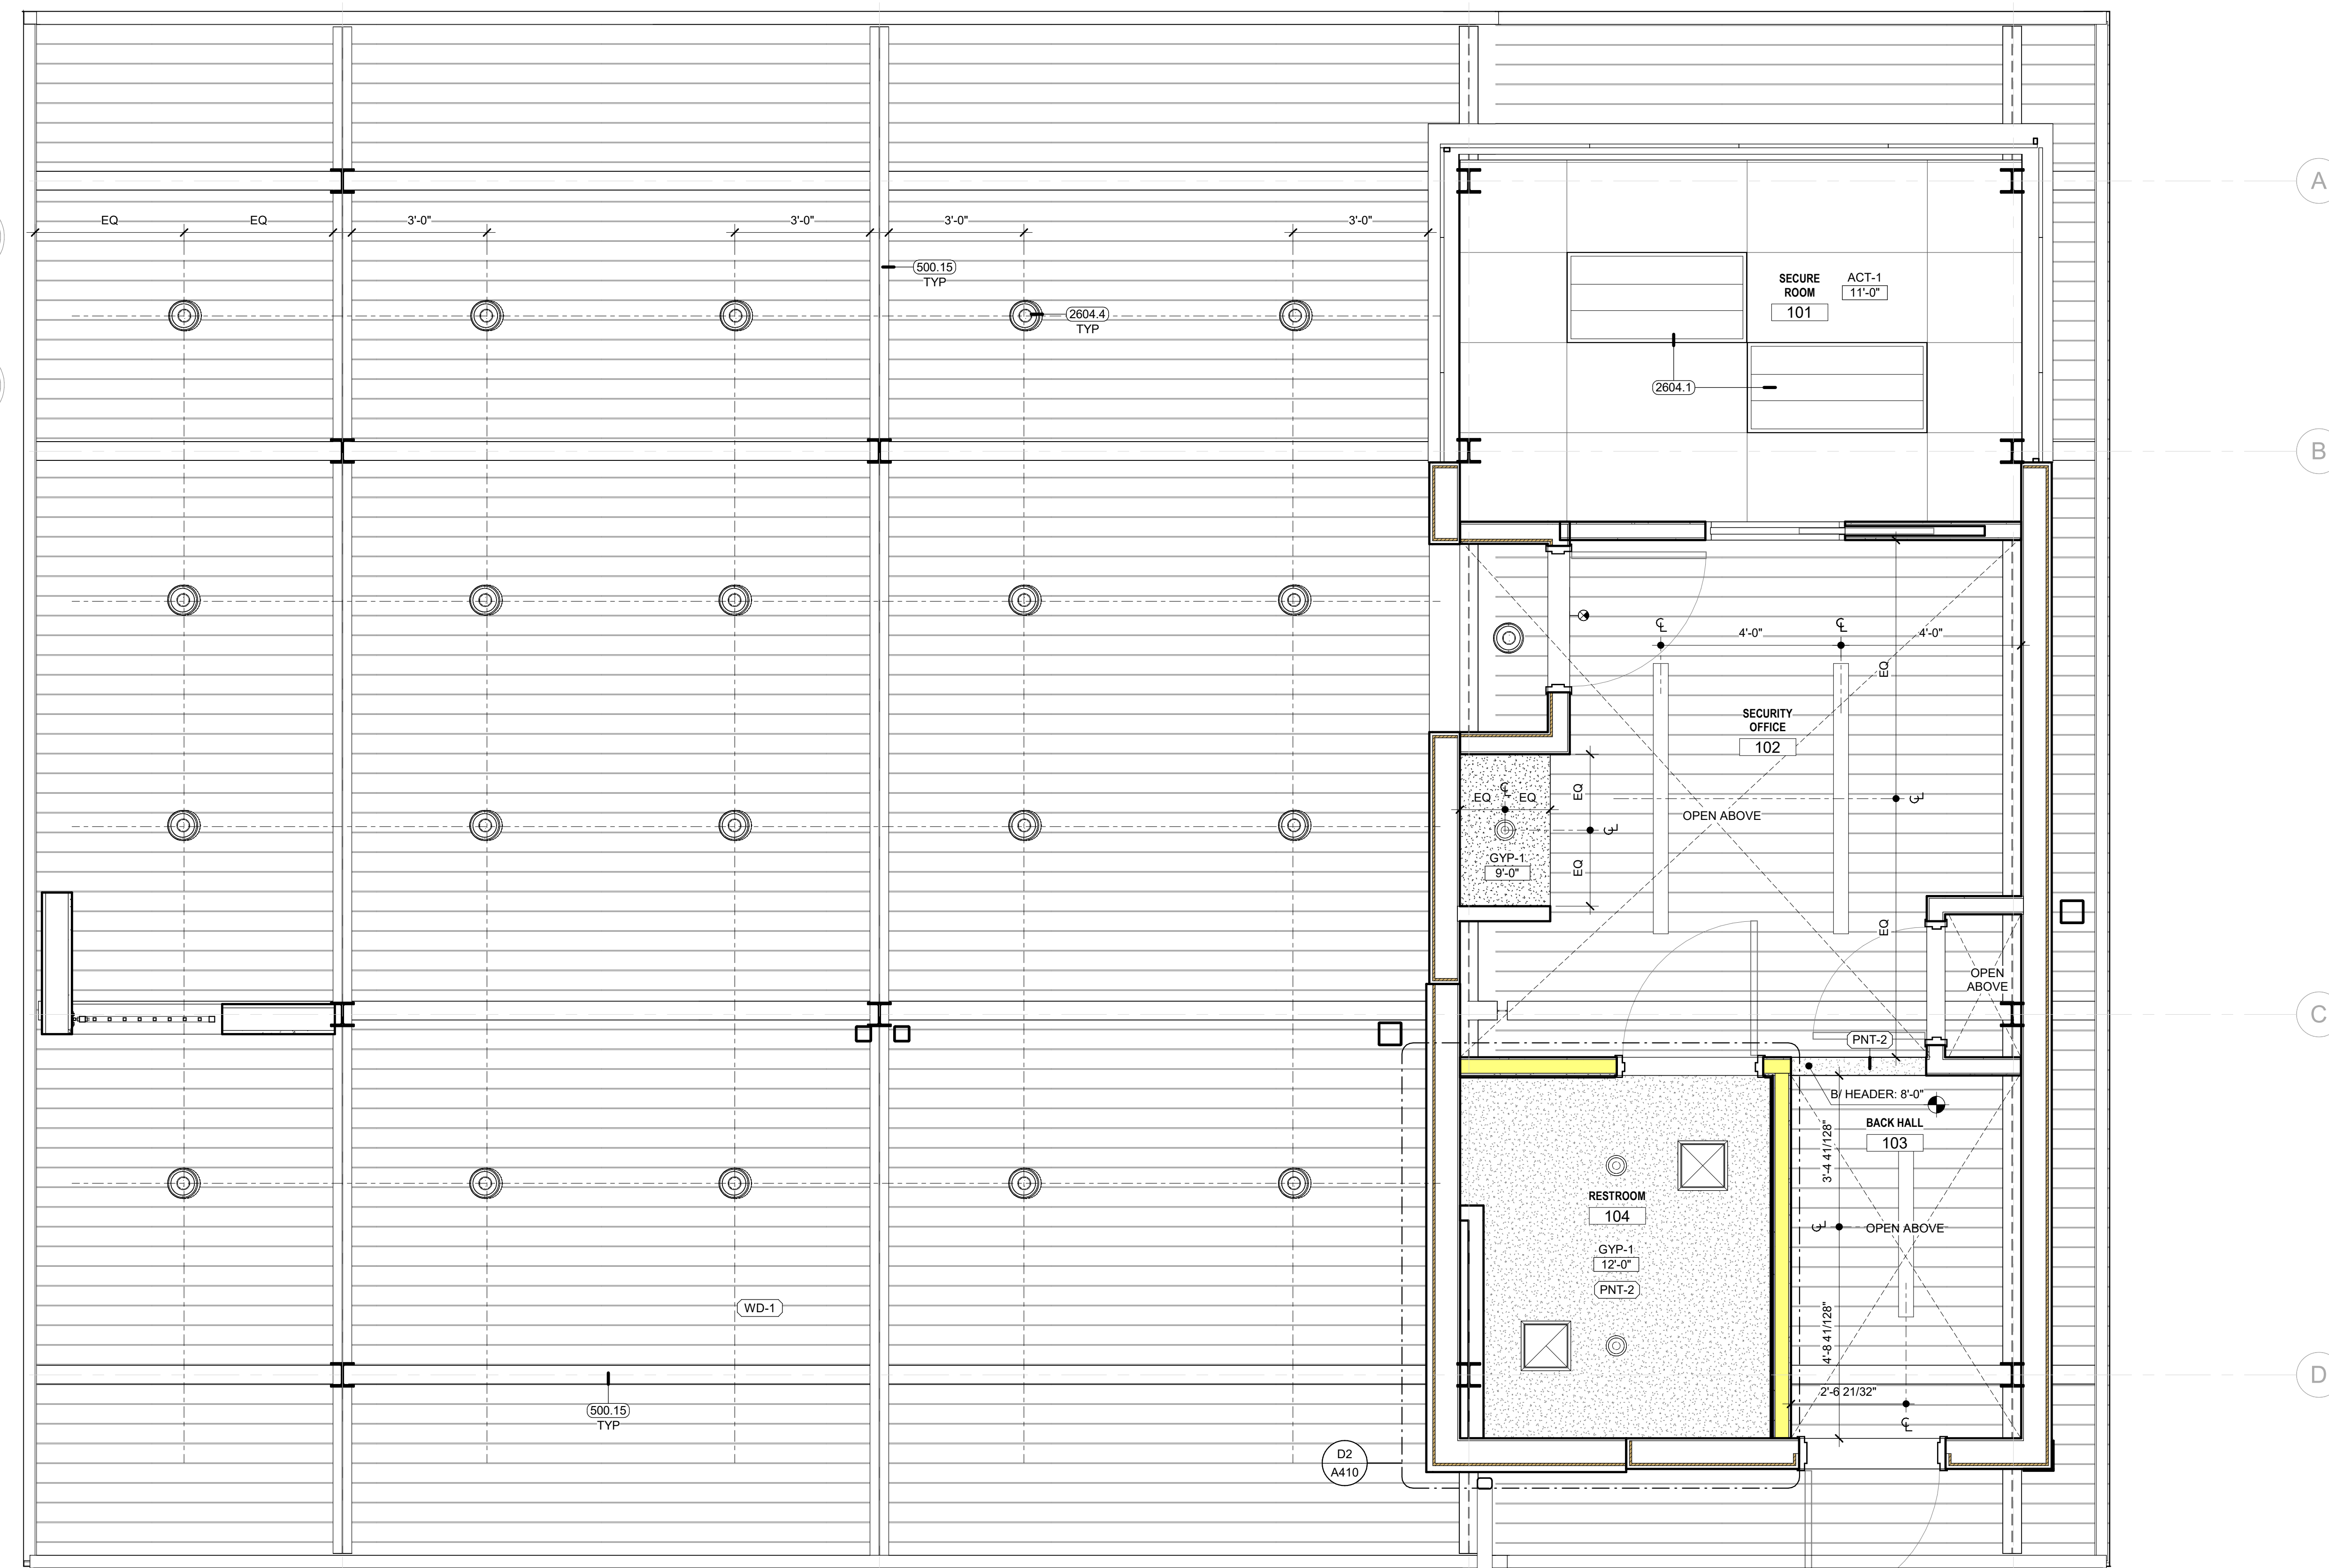 A
EQ
EQ
3'-0"
3'-0"
3'-0"
3'-0"
500.15
TYP
2604.4
TYP
SECURE
ROOM
101
ACT-1
11'-0"
2604.1
B
℄
℄
4'-0"
4'-0"
EQ
SECURITY
OFFICE
102
OPEN ABOVE
℄
EQ
EQ
℄
EQ
℄
EQ
GYP-1
9'-0"
EQ
OPEN
ABOVE
C
PNT-2
B/ HEADER: 8'-0"
BACK HALL
103
3'-4 41/128"
℄
OPEN ABOVE
4'-8 41/128"
2'-6 21/32"
℄
RESTROOM
104
GYP-1
12'-0"
PNT-2
WD-1
D
500.15
TYP
D2
A410